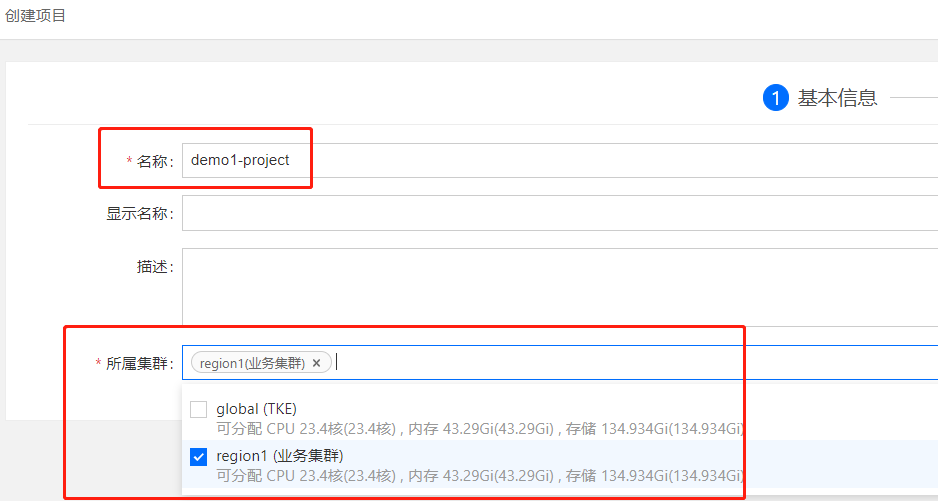 创建项目
1 基本信息
* 名称: demo1-project
显示名称:
描述:
* 所属集群: region1(业务集群) ×
global (TKE)
可分配 CPU 23.4核(23.4核) , 内存 43.29Gi(43.29Gi) , 存储 134.934Gi(134.934Gi)
region1 (业务集群)
可分配 CPU 23.4核(23.4核) , 内存 43.29Gi(43.29Gi) , 存储 134.934Gi(134.934Gi)